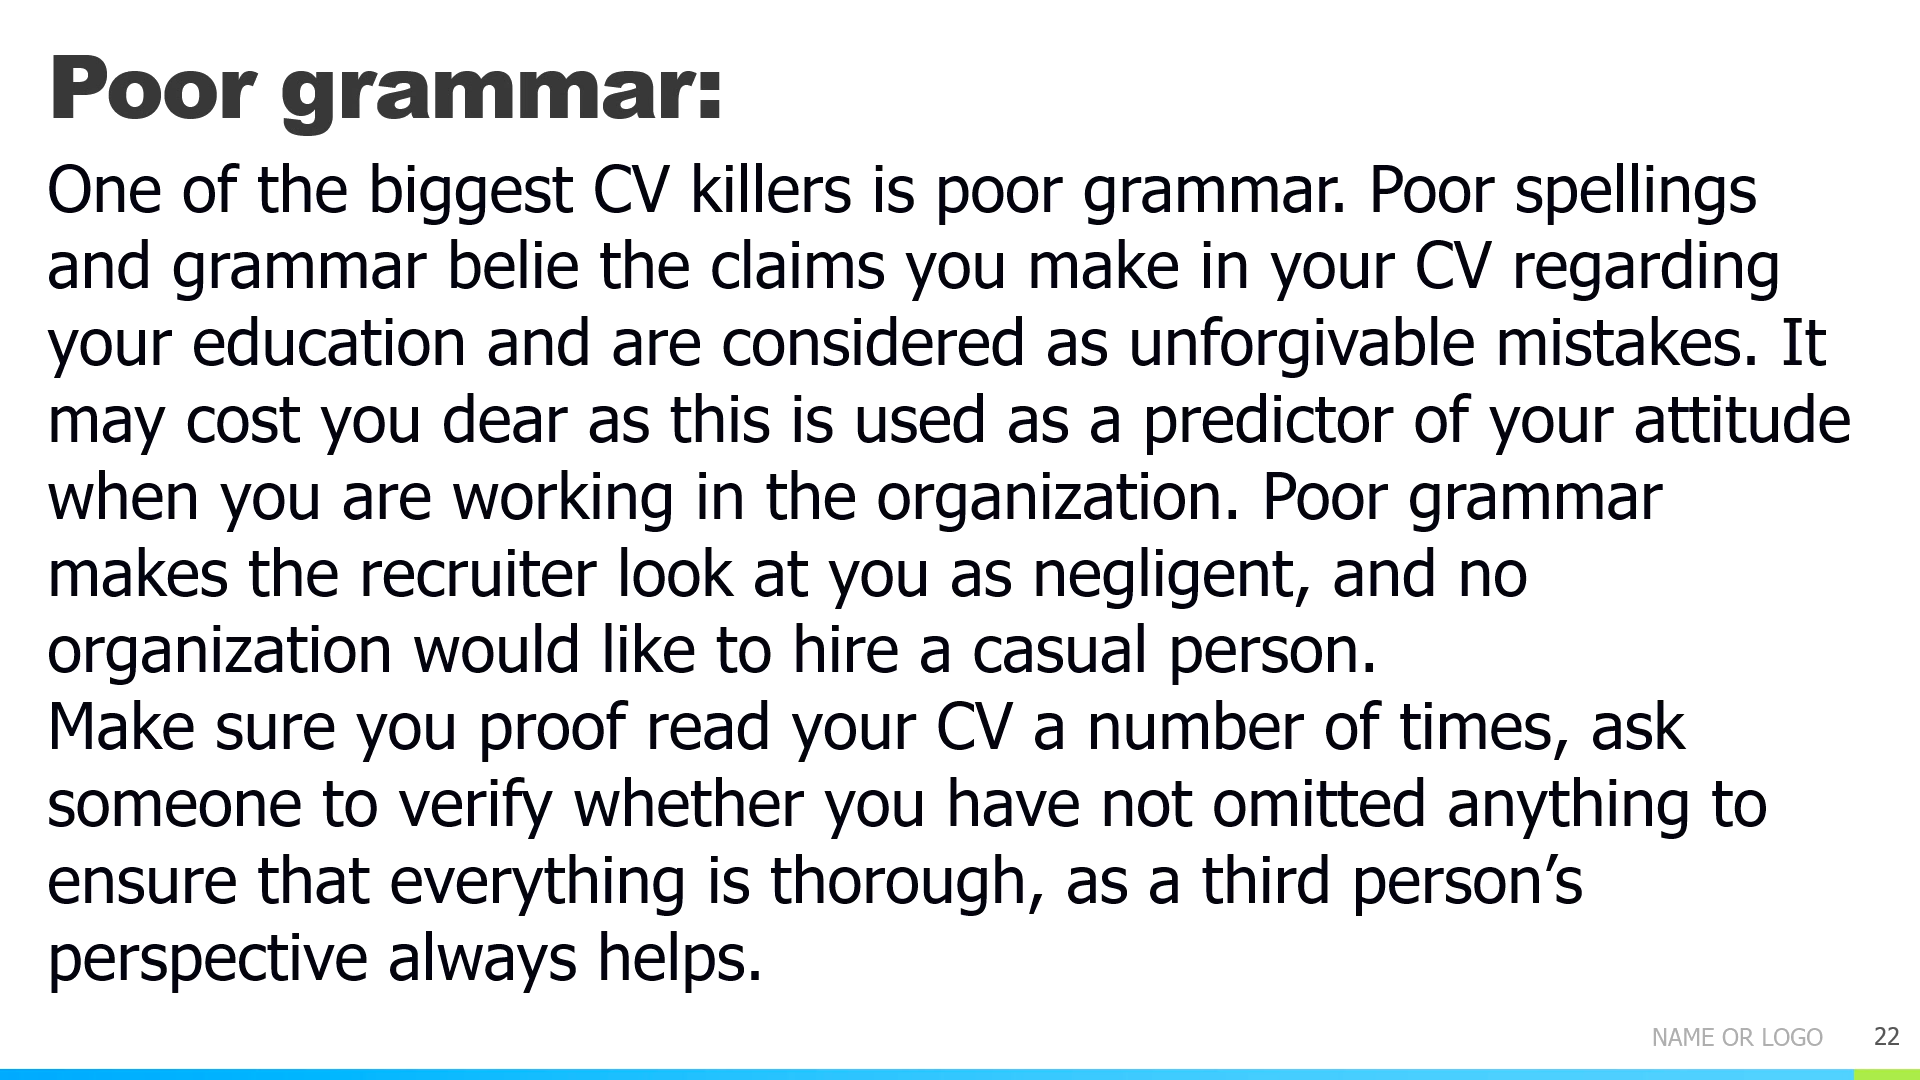 Poor grammar:
One of the biggest CV killers is poor grammar. Poor spellings
and grammar belie the claims you make in your CV regarding
your education and are considered as unforgivable mistakes. It
may cost you dear as this is used as a predictor of your attitude
when you are working in the organization. Poor grammar
makes the recruiter look at you as negligent, and no
organization would like to hire a casual person.
Make sure you proof read your CV a number of times, ask
someone to verify whether you have not omitted anything to
ensure that everything is thorough, as a third person’s
perspective always helps.
NAME OR LOGO 22